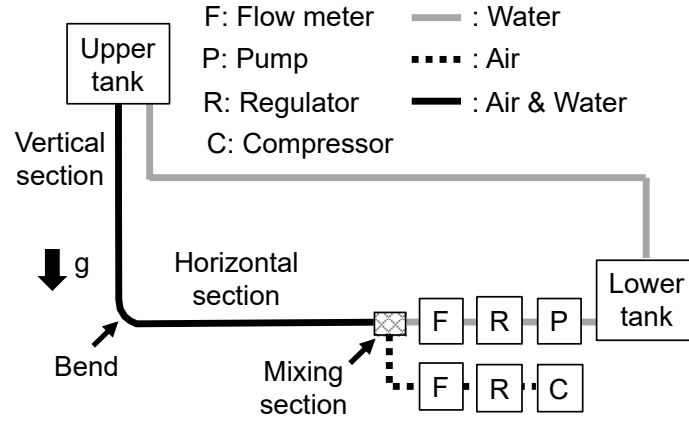 F: Flow meter
: Water
Upper
tank
P: Pump
: Air
R: Regulator
: Air & Water
Vertical
section
C: Compressor
g
Horizontal
section
Lower
tank
F
R
P
Bend
Mixing
section
F
R
C